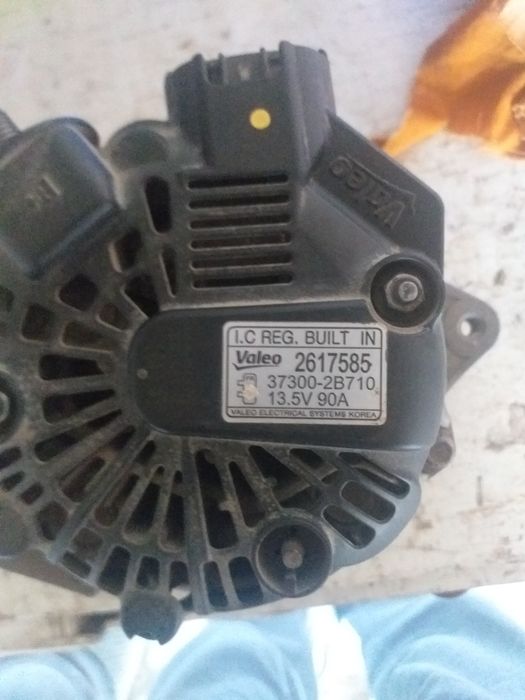 Valeo
I.C REG. BUILT IN
Valeo 2617585
37300-2B710
13.5V 90A
VALEO ELECTRICAL SYSTEMS KOREA